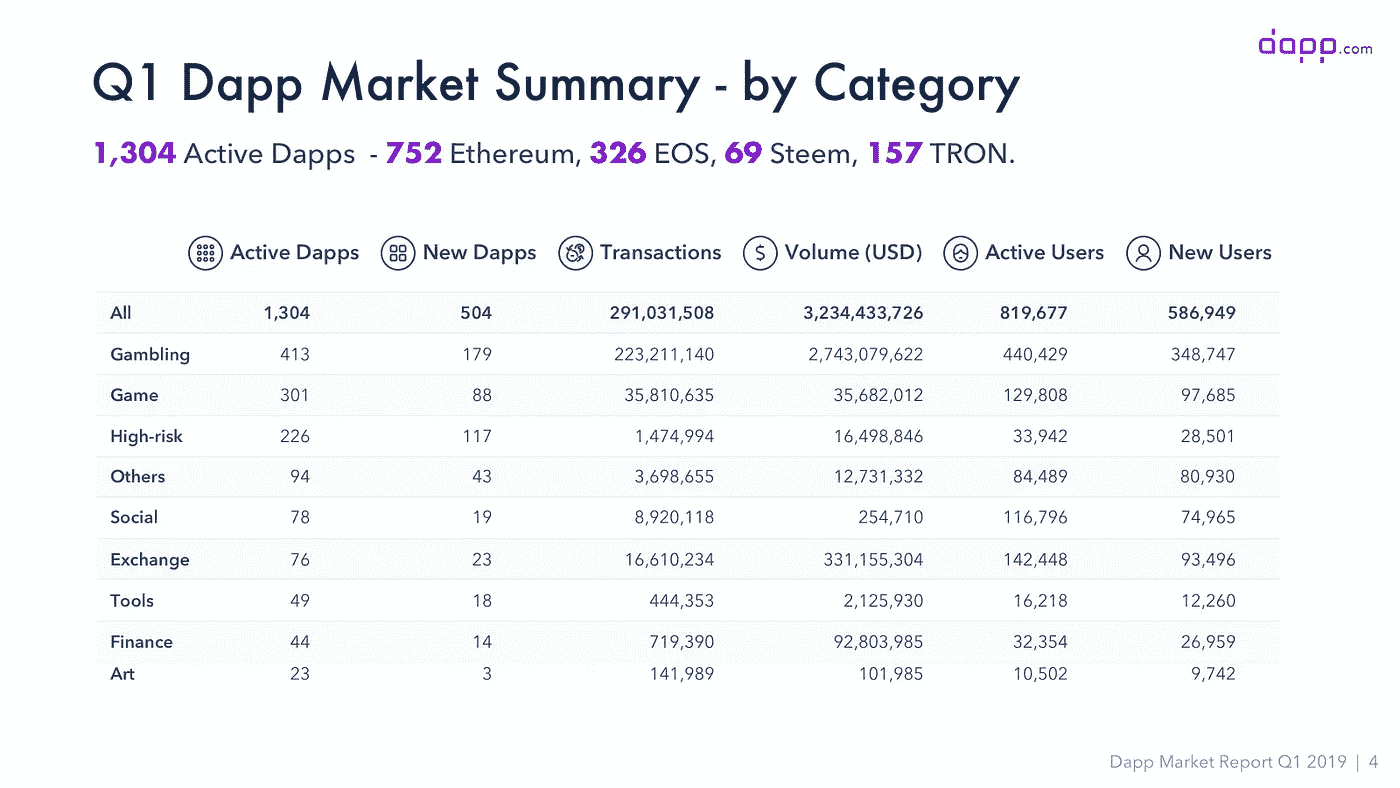 dapp.com
Q1 Dapp Market Summary - by Category
1,304 Active Dapps - 752 Ethereum, 326 EOS, 69 Steem, 157 TRON.
Active Dapps New Dapps Transactions Volume (USD) Active Users New Users
All 1,304 504 291,031,508 3,234,433,726 819,677 586,949
Gambling 413 179 223,211,140 2,743,079,622 440,429 348,747
Game 301 88 35,810,635 35,682,012 129,808 97,685
High-risk 226 117 1,474,994 16,498,846 33,942 28,501
Others 94 43 3,698,655 12,731,332 84,489 80,930
Social 78 19 8,920,118 254,710 116,796 74,965
Exchange 76 23 16,610,234 331,155,304 142,448 93,496
Tools 49 18 444,353 2,125,930 16,218 12,260
Finance 44 14 719,390 92,803,985 32,354 26,959
Art 23 3 141,989 101,985 10,502 9,742
Dapp Market Report Q1 2019 | 4